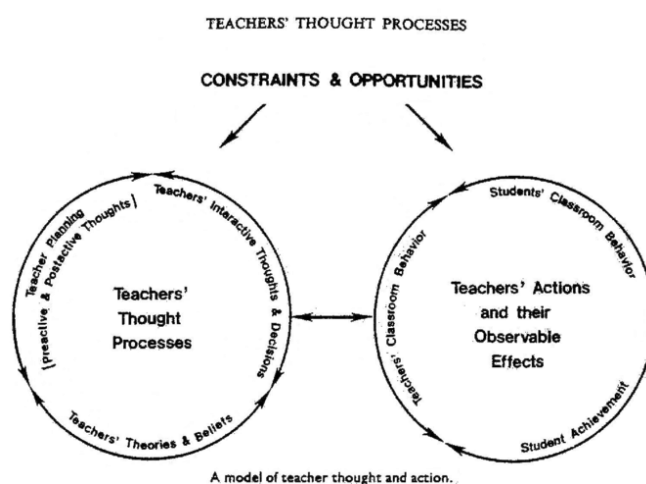 TEACHERS' THOUGHT PROCESSES
CONSTRAINTS & OPPORTUNITIES
Teacher Planning
[Preactive & Postactive Thoughts]
Teachers' Interactive Thoughts & Decisions
Teachers' Theories & Beliefs
Teachers'
Thought
Processes
Teachers' Classroom Behavior
Students' Classroom Behavior
Student Achievement
Teachers' Actions
and their
Observable
Effects
A model of teacher thought and action.